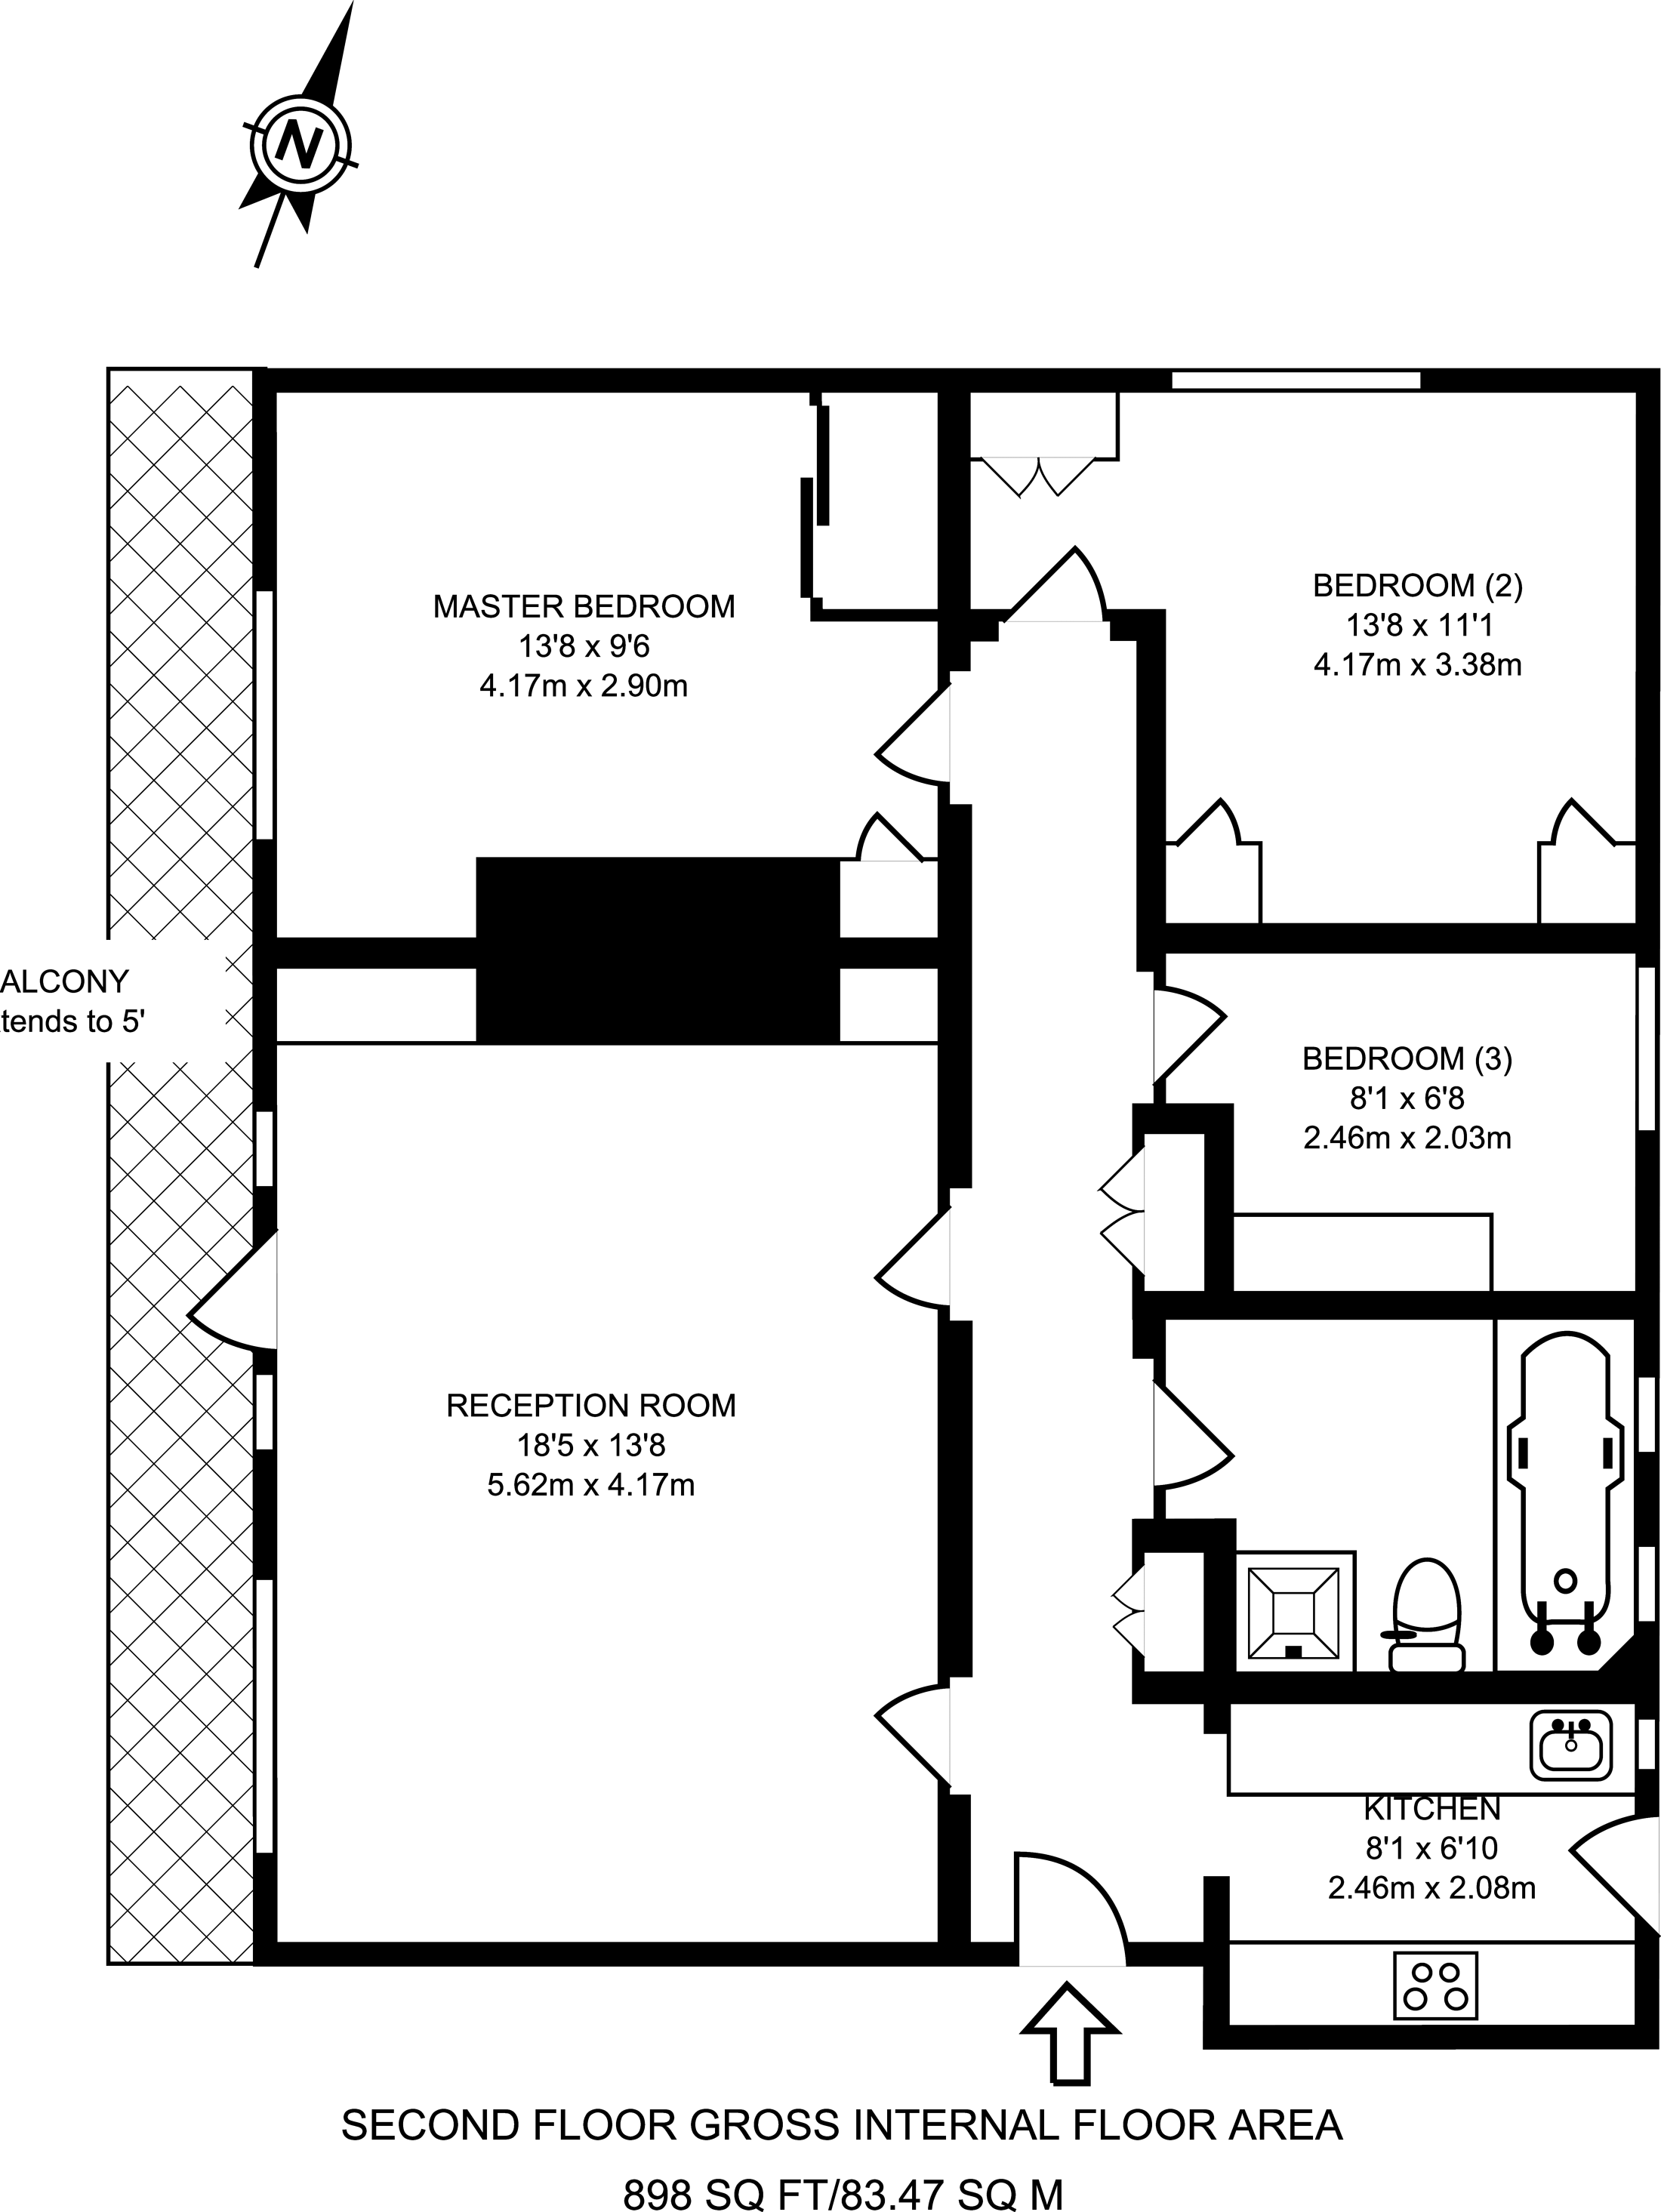 N
MASTER BEDROOM
13'8 x 9'6
4.17m x 2.90m
BEDROOM (2)
13'8 x 11'1
4.17m x 3.38m
ALCONY
tends to 5'
BEDROOM (3)
8'1 x 6'8
2.46m x 2.03m
RECEPTION ROOM
18'5 x 13'8
5.62m x 4.17m
KITCHEN
8'1 x 6'10
2.46m x 2.08m
SECOND FLOOR GROSS INTERNAL FLOOR AREA
898 SQ FT/83.47 SQ M